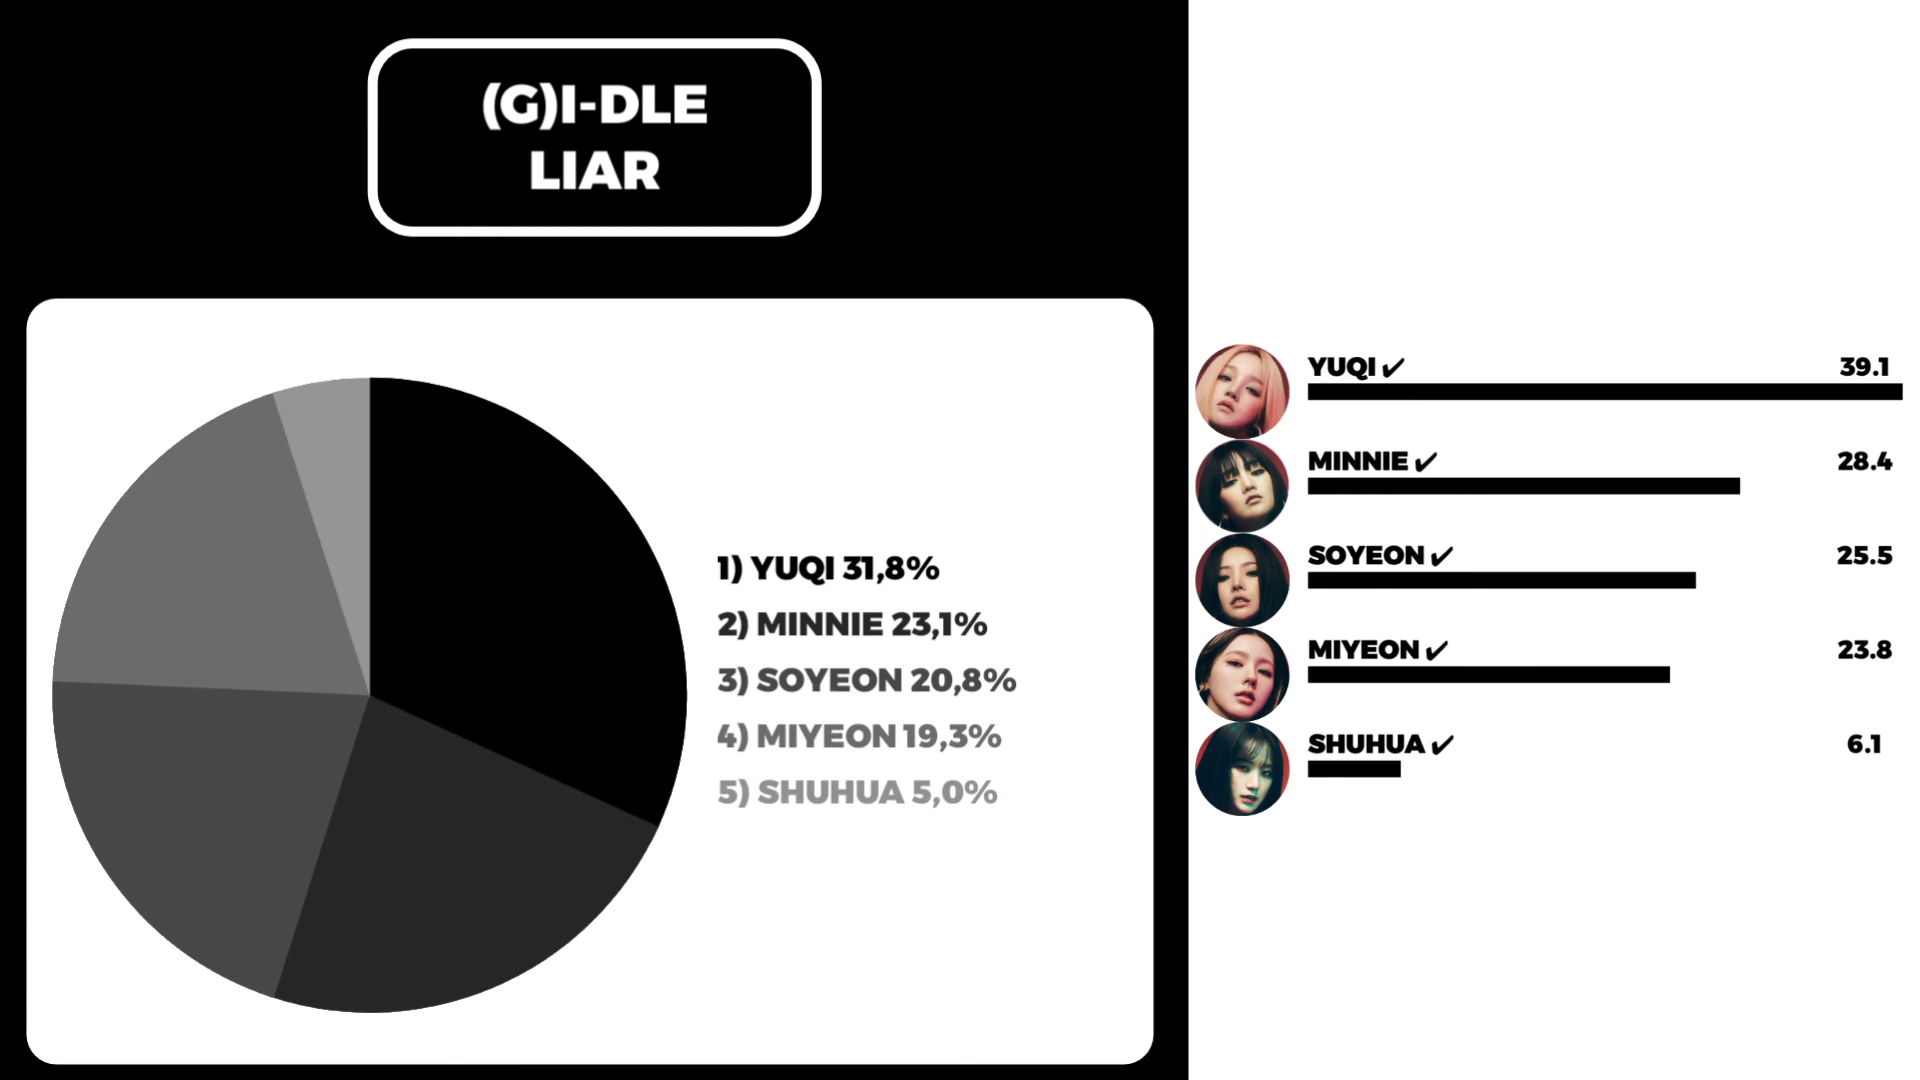 (G)I-DLE
LIAR
1) YUQI 31,8%
2) MINNIE 23,1%
3) SOYEON 20,8%
4) MIYEON 19,3%
5) SHUHUA 5,0%
YUQI ✓ 39.1
MINNIE ✓ 28.4
SOYEON ✓ 25.5
MIYEON ✓ 23.8
SHUHUA ✓ 6.1